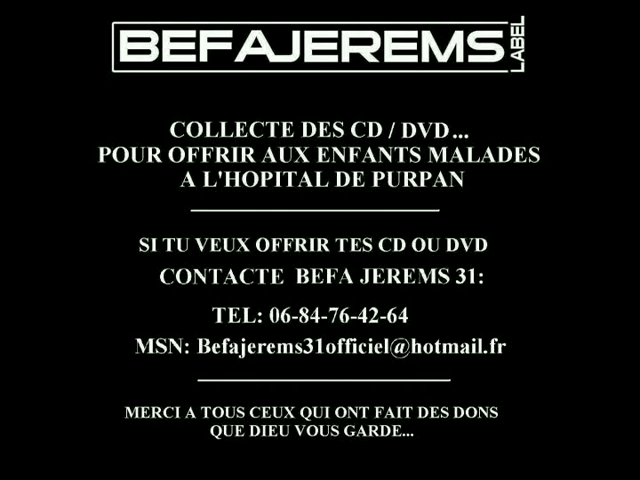 BEFAJEREMS LABEL
COLLECTE DES CD / DVD...
POUR OFFRIR AUX ENFANTS MALADES
A L'HOPITAL DE PURPAN
SI TU VEUX OFFRIR TES CD OU DVD
CONTACTE BEFA JEREMS 31:
TEL: 06-84-76-42-64
MSN: Befajerems31officiel@hotmail.fr
MERCI A TOUS CEUX QUI ONT FAIT DES DONS
QUE DIEU VOUS GARDE...